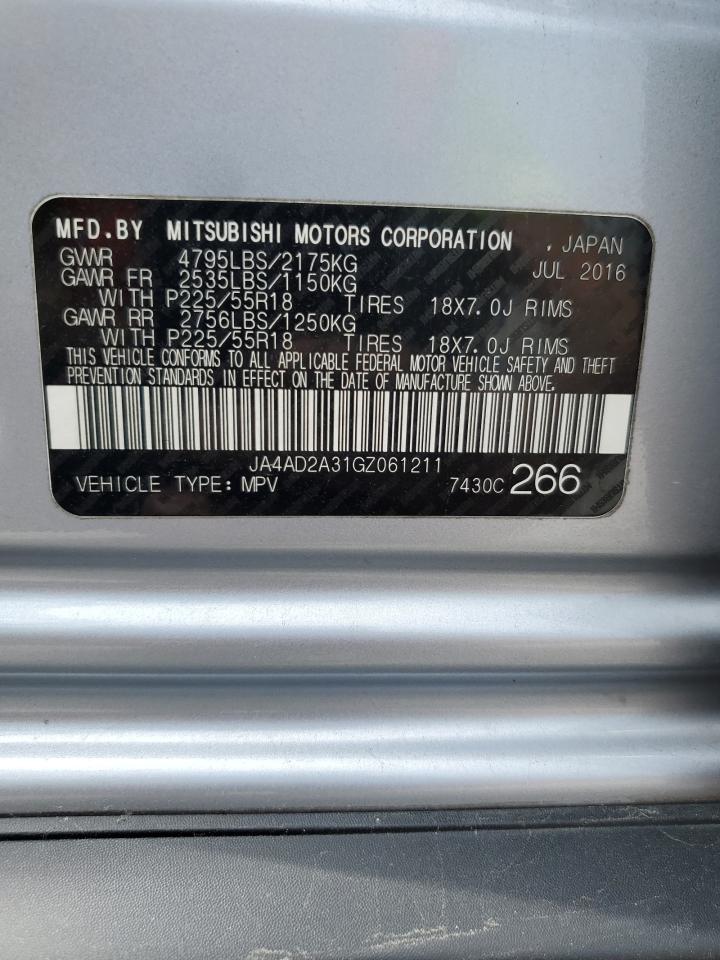 MFD.BY MITSUBISHI MOTORS CORPORATION , JAPAN
GVWR 4795LBS/2175KG JUL 2016
GAWR FR 2535LBS/1150KG
WITH P225/55R18 TIRES 18X7.0J RIMS
GAWR RR 2756LBS/1250KG
WITH P225/55R18 TIRES 18X7.0J RIMS
THIS VEHICLE CONFORMS TO ALL APPLICABLE FEDERAL MOTOR VEHICLE SAFETY AND THEFT
PREVENTION STANDARDS IN EFFECT ON THE DATE OF MANUFACTURE SHOWN ABOVE.
JA4AD2A31GZ061211
VEHICLE TYPE: MPV 7430C 266